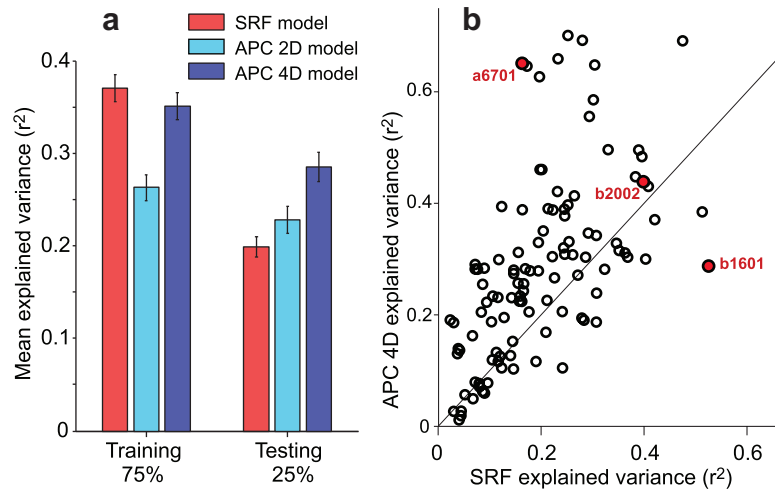 a
SRF model
APC 2D model
APC 4D model
Mean explained variance (r²)
0.4
0.3
0.2
0.1
0
Training
75%
Testing
25%
b
APC 4D explained variance (r²)
0.6
0.4
0.2
0
a6701
b2002
b1601
0
0.2
0.4
0.6
SRF explained variance (r²)